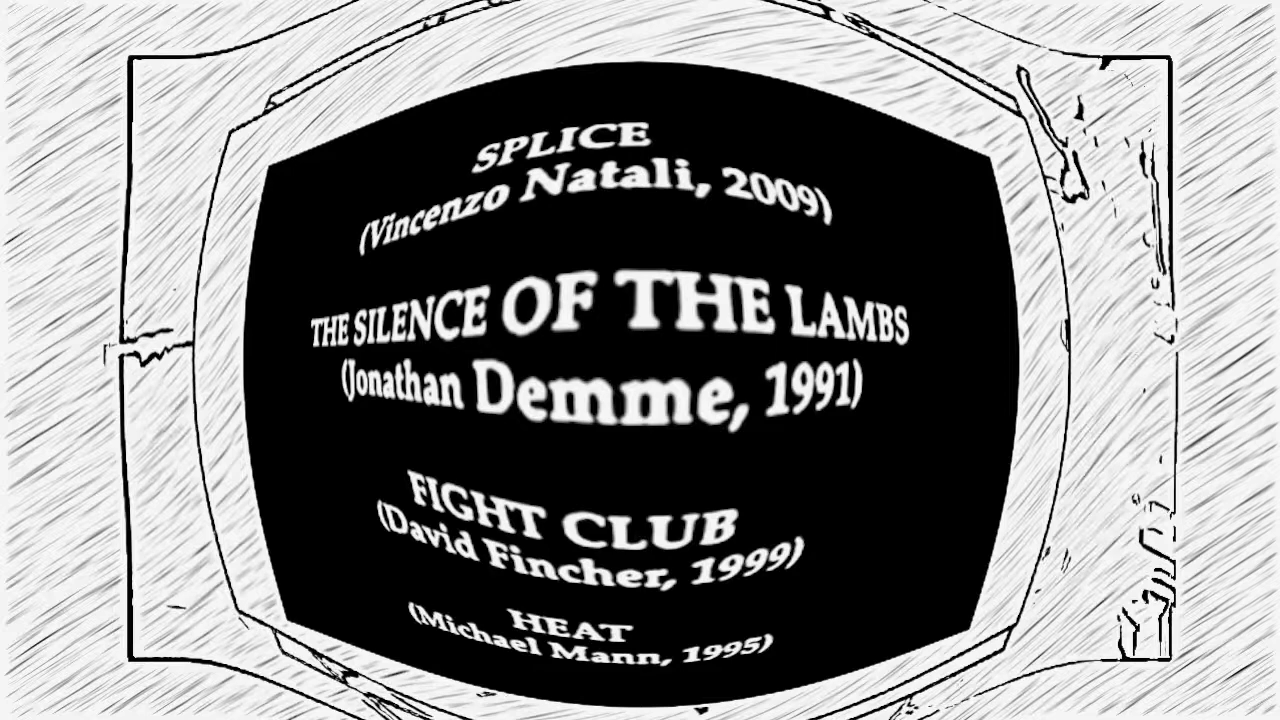 SPLICE
(Vincenzo Natali, 2009)
THE SILENCE OF THE LAMBS
(Jonathan Demme, 1991)
FIGHT CLUB
(David Fincher, 1999)
HEAT
(Michael Mann, 1995)